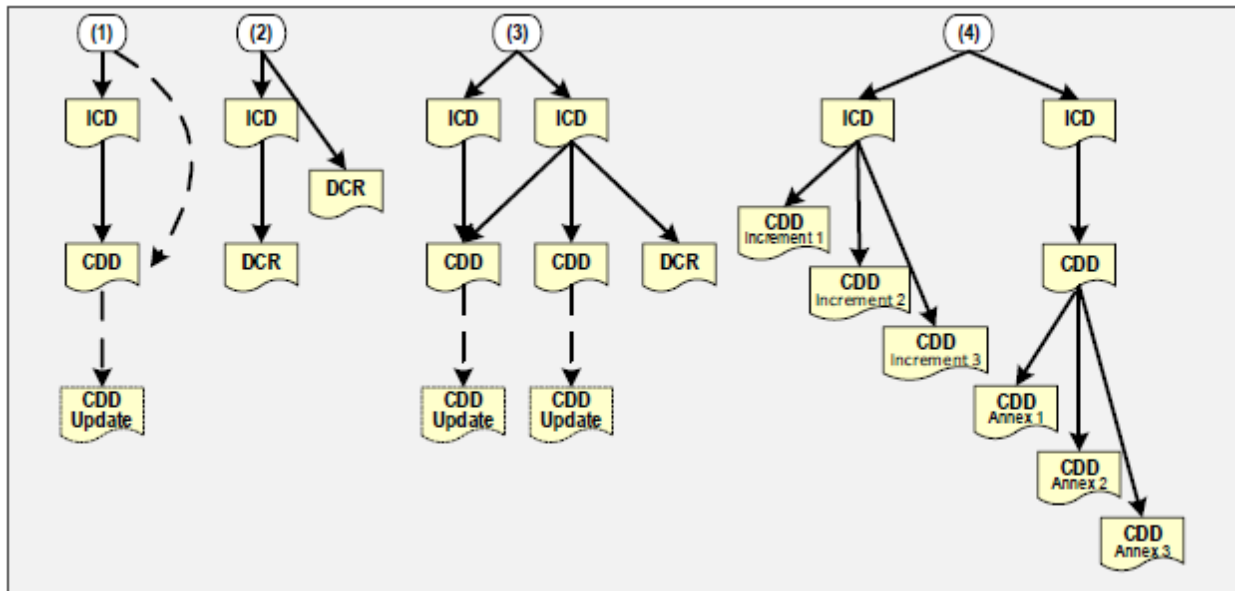 (1)
(2)
(3)
(4)
ICD
ICD
ICD
ICD
ICD
ICD
DCR
CDD
Increment 1
CDD
DCR
CDD
CDD
DCR
CDD
CDD
Increment 2
CDD
Increment 3
CDD
Update
CDD
Update
CDD
Update
CDD
Annex 1
CDD
Annex 2
CDD
Annex 3